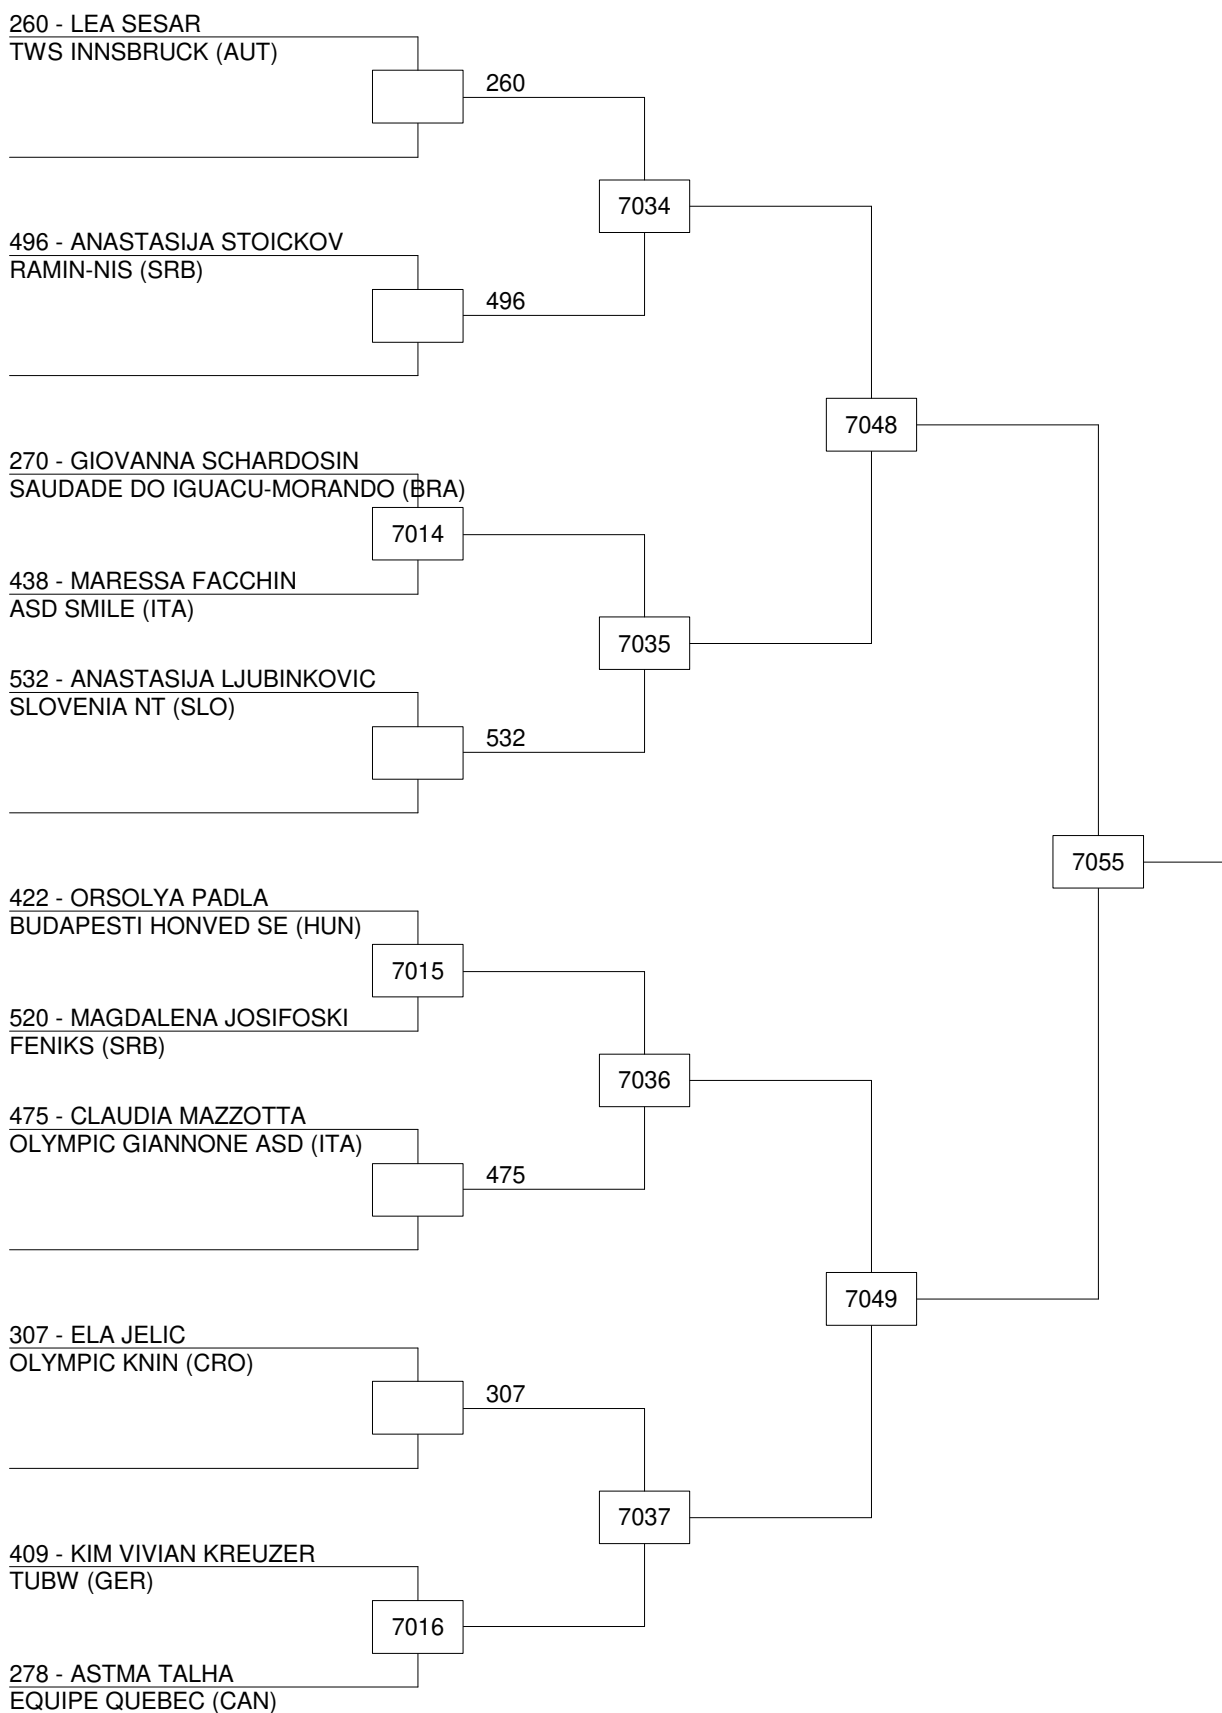 260 - LEA SESAR
TWS INNSBRUCK (AUT)
260
7034
496 - ANASTASIJA STOICKOV
RAMIN-NIS (SRB)
496
7048
270 - GIOVANNA SCHARDOSIN
SAUDADE DO IGUACU-MORANDO (BRA)
7014
438 - MARESSA FACCHIN
ASD SMILE (ITA)
7035
532 - ANASTASIJA LJUBINKOVIC
SLOVENIA NT (SLO)
532
7055
422 - ORSOLYA PADLA
BUDAPESTI HONVED SE (HUN)
7015
520 - MAGDALENA JOSIFOSKI
FENIKS (SRB)
7036
475 - CLAUDIA MAZZOTTA
OLYMPIC GIANNONE ASD (ITA)
475
7049
307 - ELA JELIC
OLYMPIC KNIN (CRO)
307
7037
409 - KIM VIVIAN KREUZER
TUBW (GER)
7016
278 - ASTMA TALHA
EQUIPE QUEBEC (CAN)